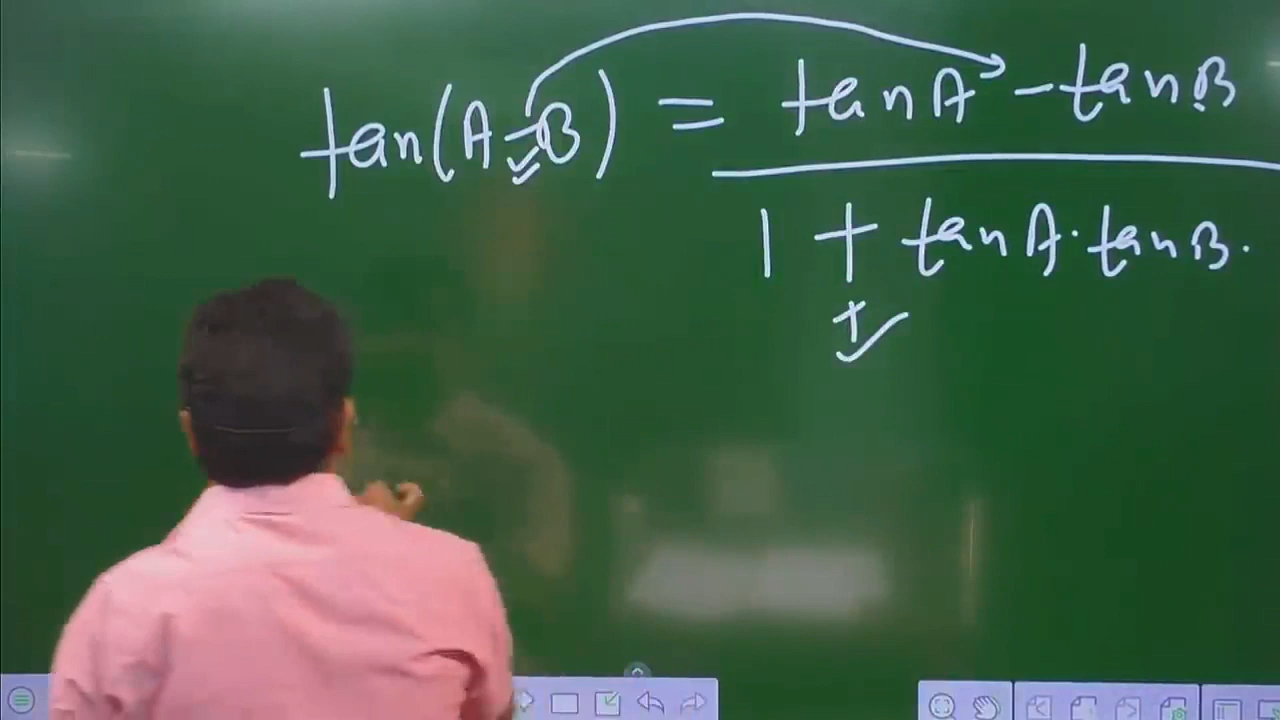 tan(A-B) = tanA - tanB
1 + tanA · tanB.
+